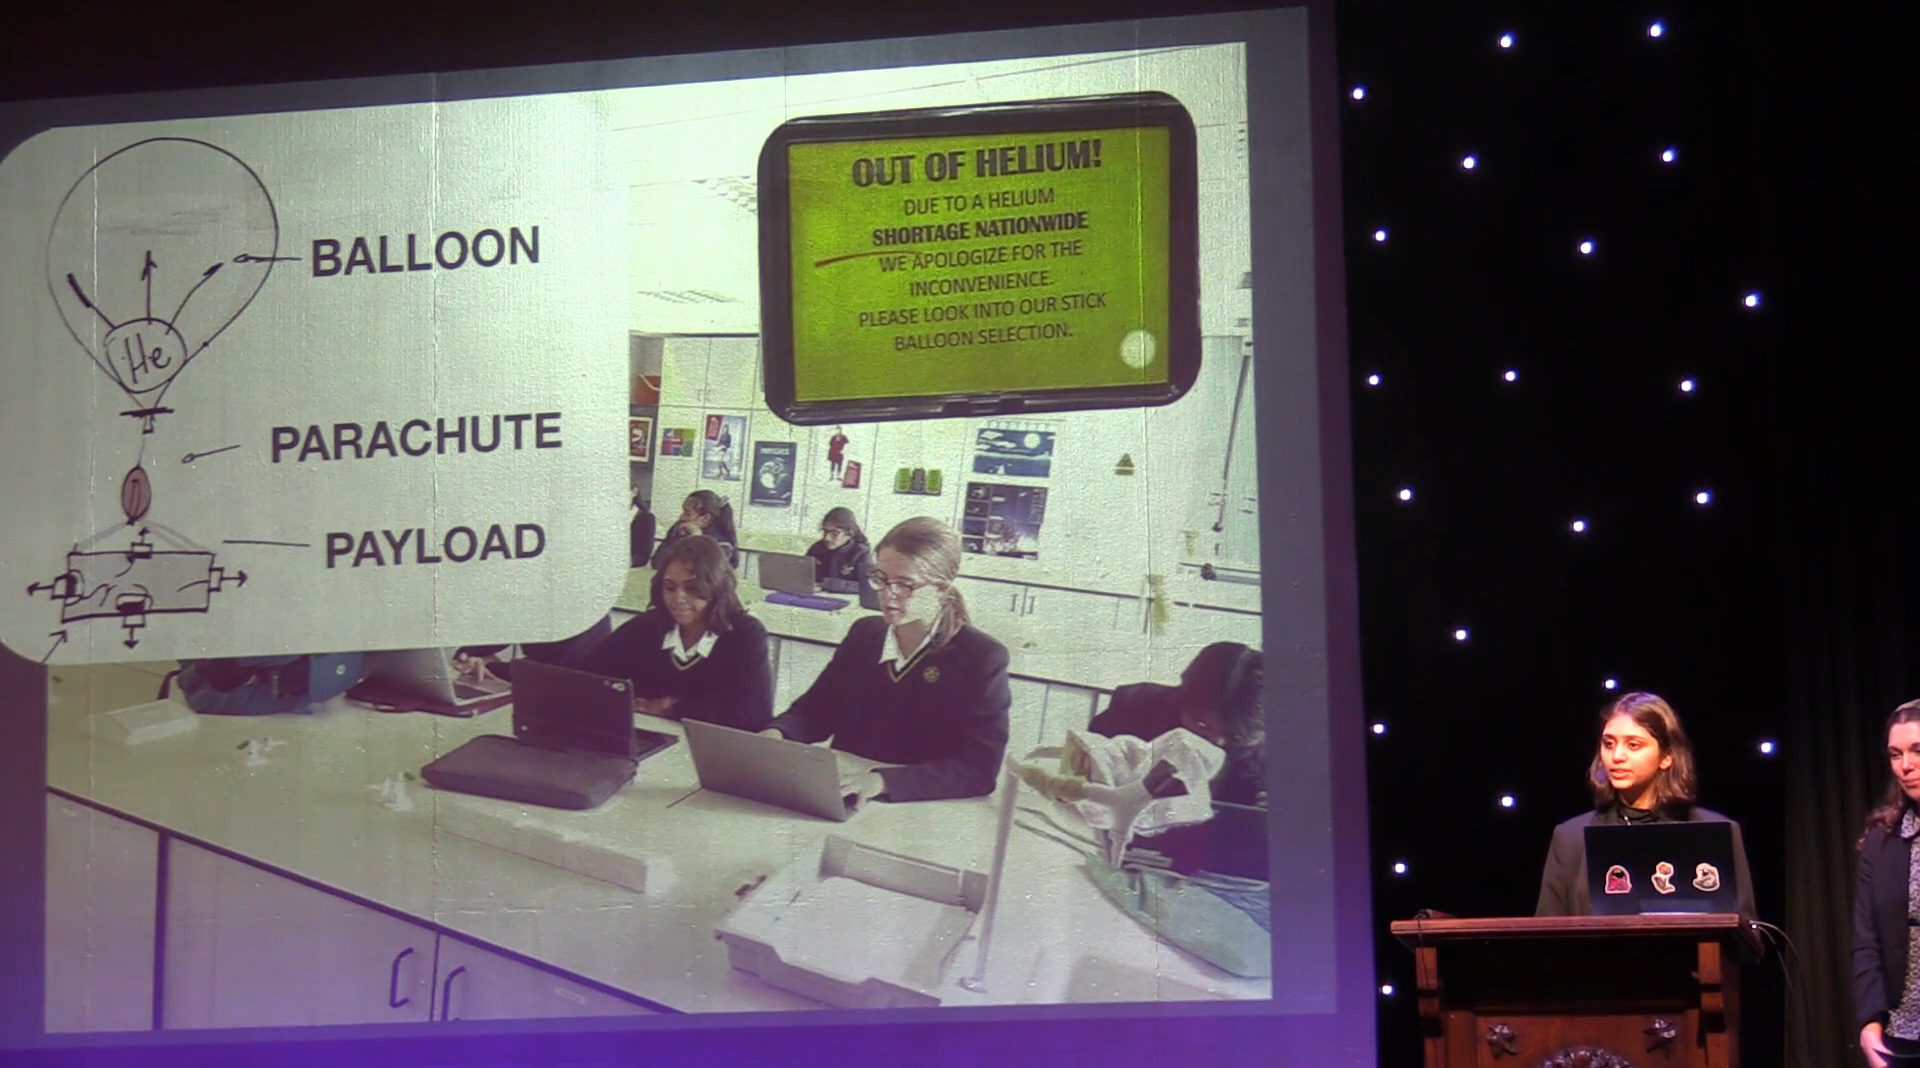 He
BALLOON
PARACHUTE
PAYLOAD
OUT OF HELIUM!
DUE TO A HELIUM
SHORTAGE NATIONWIDE
WE APOLOGIZE FOR THE
INCONVENIENCE.
PLEASE LOOK INTO OUR STICK
BALLOON SELECTION.